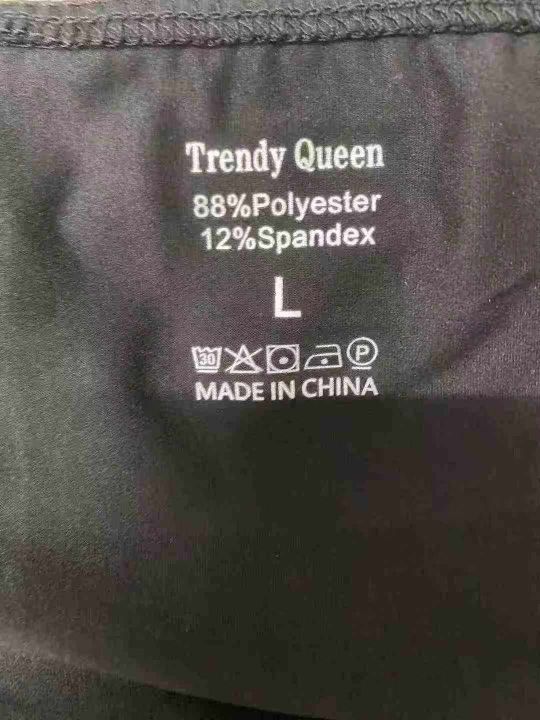 Trendy Queen
88%Polyester
12%Spandex
L
30 P
MADE IN CHINA